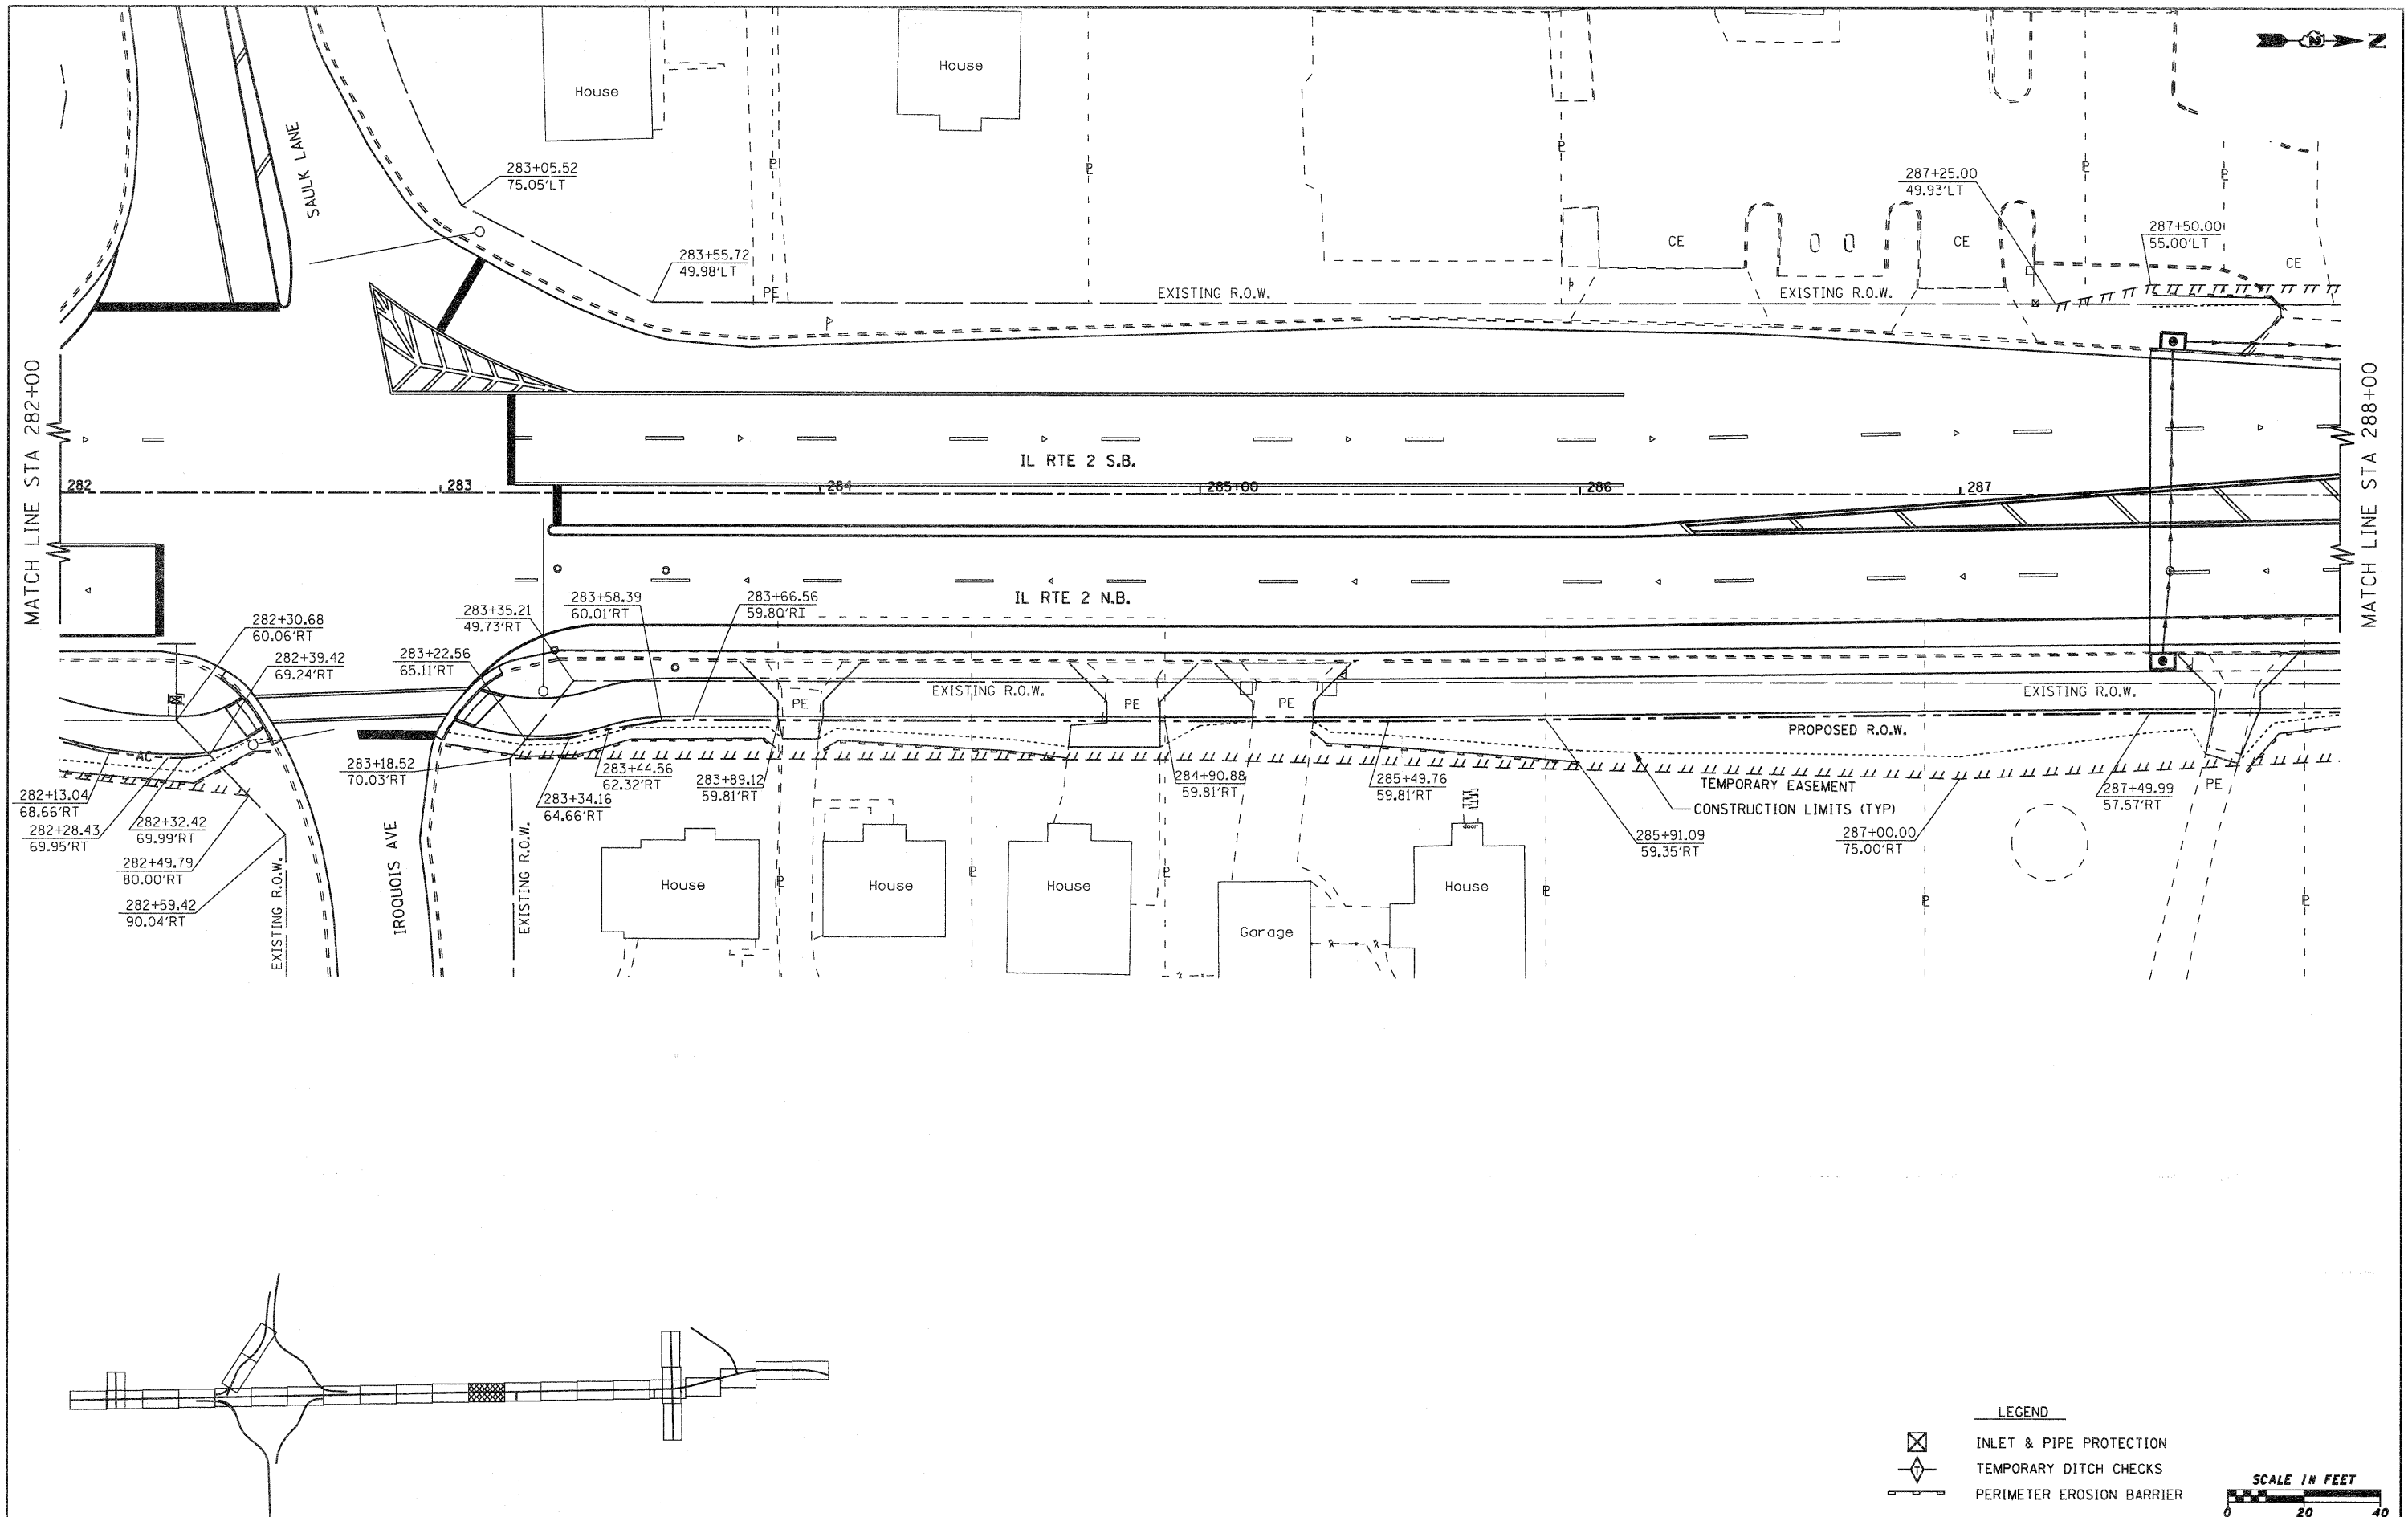 House
House
N
SAULK LANE
283+05.52
75.05'LT
287+25.00
49.93'LT
283+55.72
49.98'LT
287+50.00
55.00'LT
CE
CE
CE
PE
EXISTING R.O.W.
EXISTING R.O.W.
MATCH LINE STA 282+00
MATCH LINE STA 288+00
IL RTE 2 S.B.
282
283
284
285+00
286
287
IL RTE 2 N.B.
282+30.68
60.06'RT
282+39.42
69.24'RT
283+22.56
65.11'RT
283+35.21
49.73'RT
283+58.39
60.01'RT
283+66.56
59.80'RT
EXISTING R.O.W.
EXISTING R.O.W.
PE
PE
PE
PROPOSED R.O.W.
AC
282+13.04
68.66'RT
282+28.43
69.95'RT
282+32.42
69.99'RT
282+49.79
80.00'RT
282+59.42
90.04'RT
283+18.52
70.03'RT
283+34.16
64.66'RT
283+44.56
62.32'RT
283+89.12
59.81'RT
284+90.88
59.81'RT
285+49.76
59.81'RT
TEMPORARY EASEMENT
CONSTRUCTION LIMITS (TYP)
285+91.09
59.35'RT
287+00.00
75.00'RT
287+49.99
57.57'RT
PE
EXISTING R.O.W.
IROQUOIS AVE
EXISTING R.O.W.
House
House
House
Garage
door
House
LEGEND
INLET & PIPE PROTECTION
T
TEMPORARY DITCH CHECKS
PERIMETER EROSION BARRIER
SCALE IN FEET
0 20 40